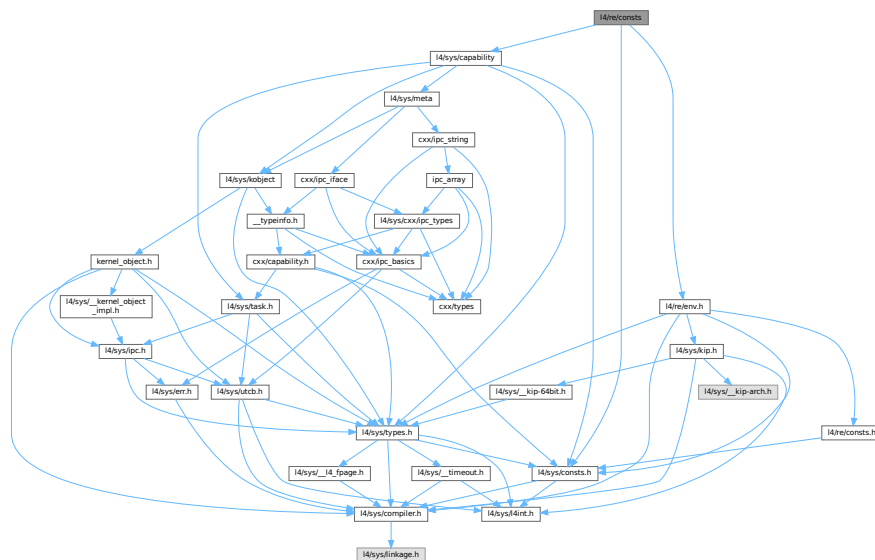 l4/re/consts
l4/sys/capability
l4/sys/meta
cxx/ipc_string
l4/sys/kobject
cxx/ipc_iface
ipc_array
__typeinfo.h
l4/sys/cxx/ipc_types
kernel_object.h
cxx/capability.h
cxx/ipc_basics
l4/sys/__kernel_object
_impl.h
l4/sys/task.h
cxx/types
l4/re/env.h
l4/sys/ipc.h
l4/sys/kip.h
l4/sys/err.h
l4/sys/utcb.h
l4/sys/__kip-64bit.h
l4/sys/__kip-arch.h
l4/sys/types.h
l4/re/consts.h
l4/sys/__l4_fpage.h
l4/sys/__timeout.h
l4/sys/consts.h
l4/sys/compiler.h
l4/sys/l4int.h
l4/sys/linkage.h